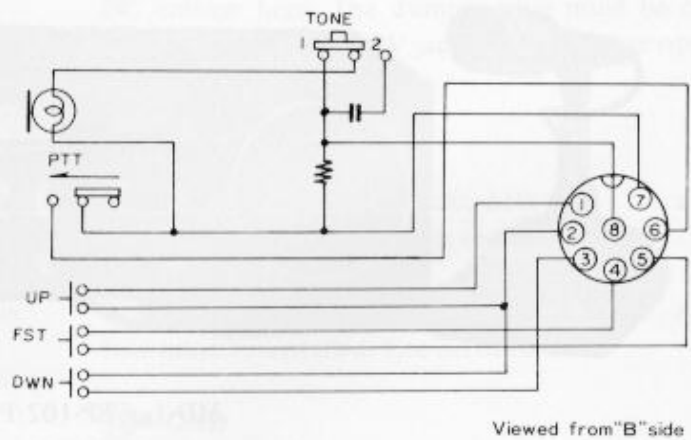 TONE
1 2
PTT
1 7
2 8 6
3 4 5
UP
FST
DWN
Viewed from "B" side